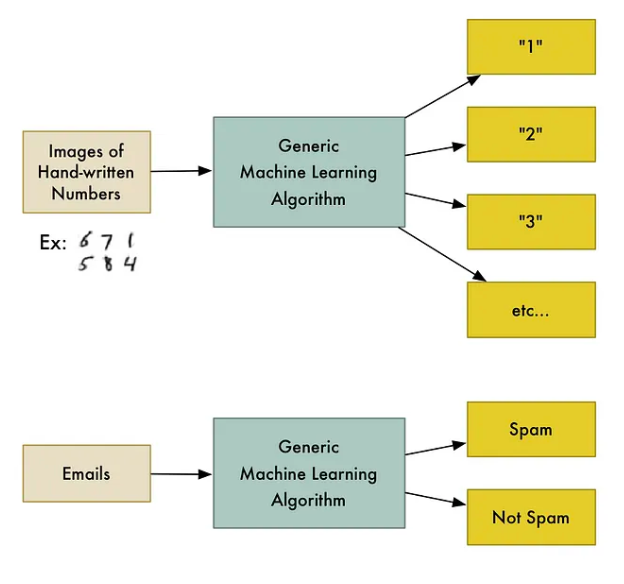 "1"
Images of
Hand-written
Numbers
Generic
Machine Learning
Algorithm
"2"
"3"
etc...
Ex: 6 7 1
5 8 4
Emails
Generic
Machine Learning
Algorithm
Spam
Not Spam